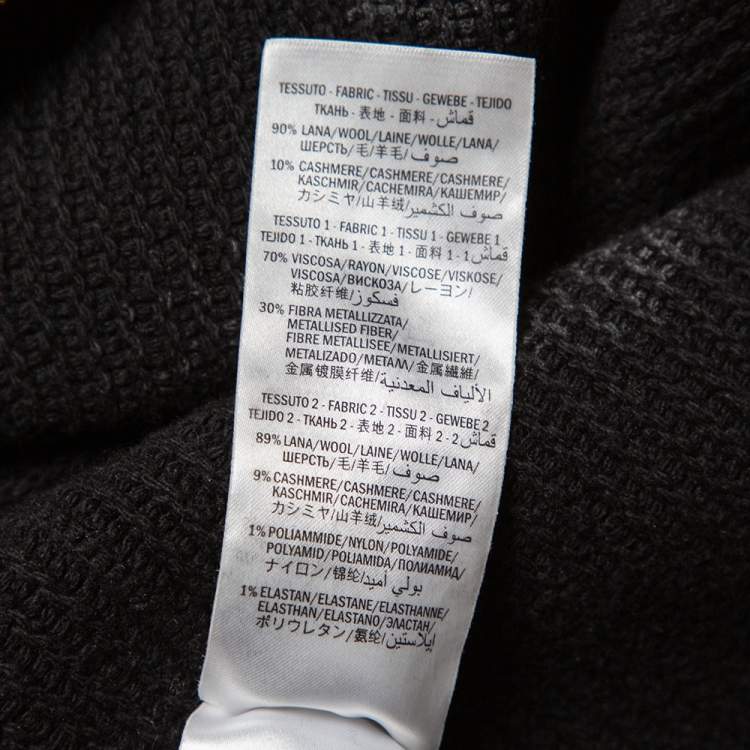 TESSUTO - FABRIC - TISSU - GEWEBE - TEJIDO
ТКАНЬ - 表地 - 面料 - قماش
90% LANA/WOOL/LAINE/WOLLE/LANA/
ШЕРСТЬ/毛/羊毛/صوف
10% CASHMERE/CASHMERE/CASHMERE/
KASCHMIR/CACHEMIRA/КАШЕМИР/
カシミヤ/山羊绒/صوف الكشمير
TESSUTO 1 - FABRIC 1 - TISSU 1 - GEWEBE 1
TEJIDO 1 - ТКАНЬ 1 - 表地 1 - 面料 1 - قماش 1
70% VISCOSA/RAYON/VISCOSE/VISKOSE/
VISCOSA/ВИСКОЗА/レーヨン/
粘胶纤维/فسكوز
30% FIBRA METALLIZZATA/
METALLISED FIBER/
FIBRE METALLISEE/METALLISIERT/
METALIZADO/МЕТАЛЛ/金属繊維/
金属镀膜纤维/الألياف المعدنية
TESSUTO 2 - FABRIC 2 - TISSU 2 - GEWEBE 2
TEJIDO 2 - ТКАНЬ 2 - 表地 2 - 面料 2 - قماش 2
89% LANA/WOOL/LAINE/WOLLE/LANA/
ШЕРСТЬ/毛/羊毛/صوف
9% CASHMERE/CASHMERE/CASHMERE/
KASCHMIR/CACHEMIRA/КАШЕМИР/
カシミヤ/山羊绒/صوف الكشمير
1% POLIAMMIDE/NYLON/POLYAMIDE/
POLYAMID/POLIAMIDA/ПОЛИАМИД/
ナイロン/锦纶/بولي أميد
1% ELASTAN/ELASTANE/ELASTHANNE/
ELASTHAN/ELASTANO/ЭЛАСТАН/
ポリウレタン/氨纶/ايلاستين